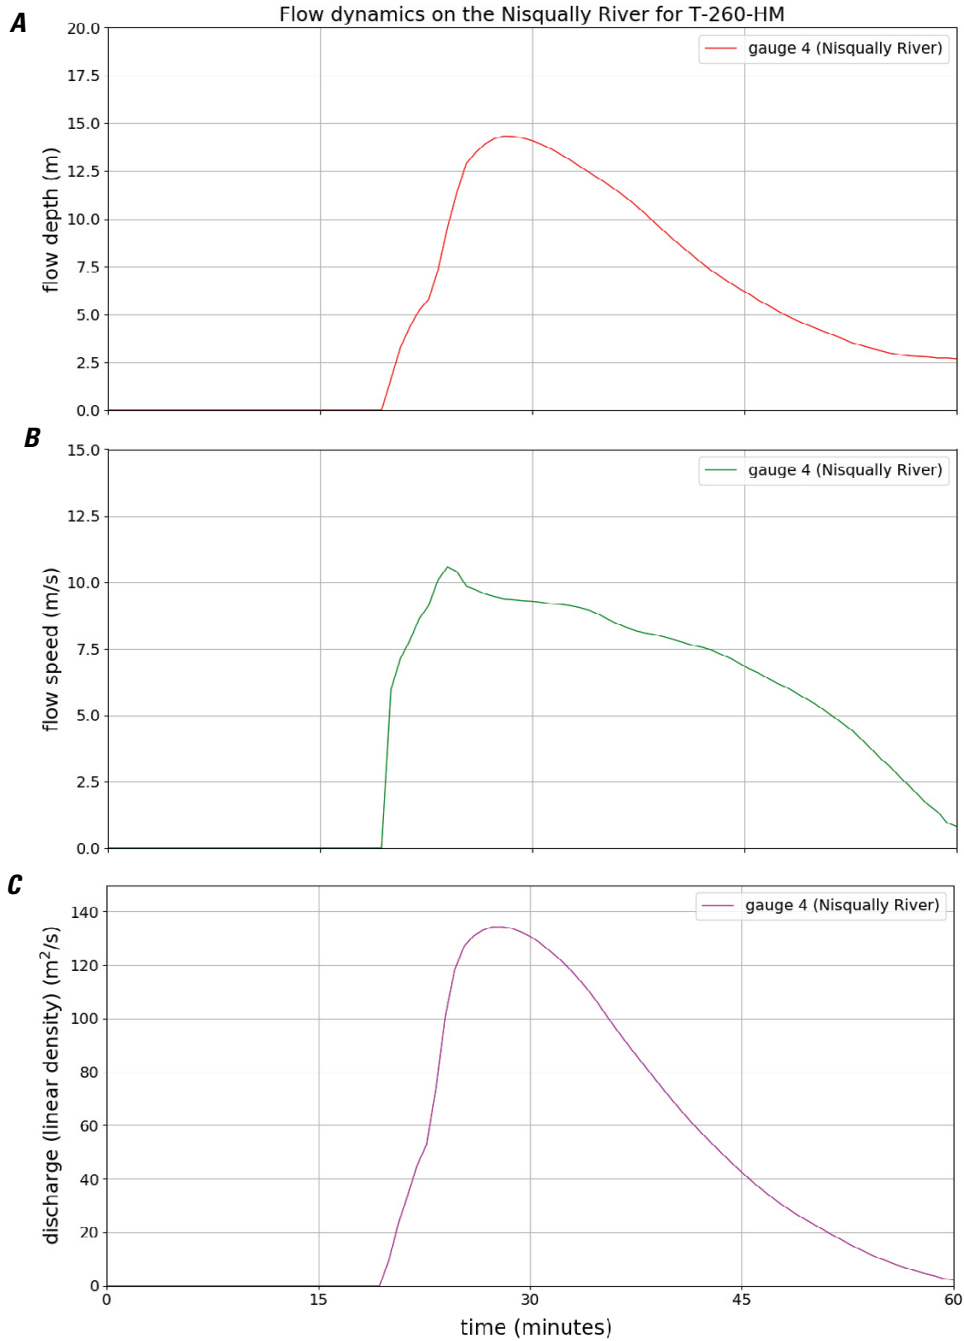 A
Flow dynamics on the Nisqually River for T-260-HM
gauge 4 (Nisqually River)
20.0
17.5
15.0
12.5
10.0
7.5
5.0
2.5
0.0
flow depth (m)
B
gauge 4 (Nisqually River)
15.0
12.5
10.0
7.5
5.0
2.5
0.0
flow speed (m/s)
C
gauge 4 (Nisqually River)
140
120
100
80
60
40
20
0
discharge (linear density) (m²/s)
0 15 30 45 60
time (minutes)